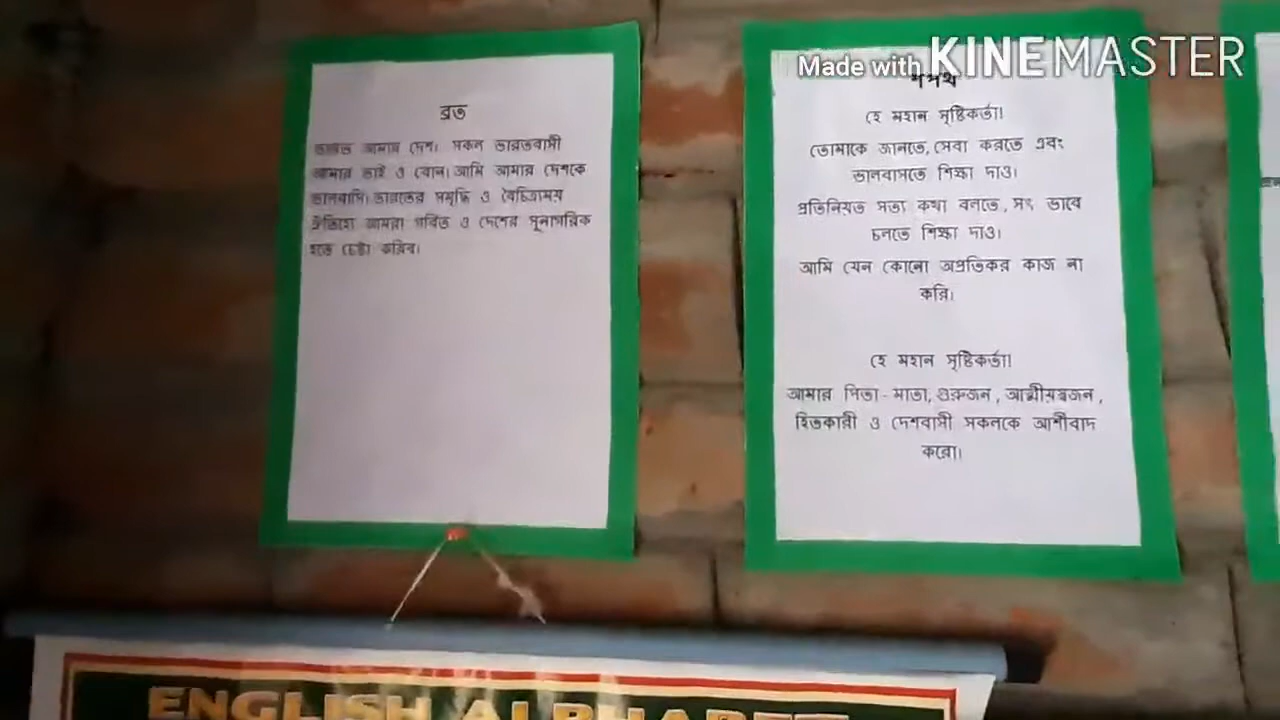 Made with KINEMASTER
ব্রত
ভারত আমার দেশ। সকল ভারতবাসী
আমার ভাই ও বোন। আমি আমার দেশকে
ভালবাসি। ভারতের সমৃদ্ধি ও বৈচিত্রময়
ঐতিহ্যে আমরা গর্বিত ও দেশের সূনাগরিক
হতে চেষ্টা করিব।
শপথ
হে মহান সৃষ্টিকর্তা!
তোমাকে জানতে, সেবা করতে এবং
ভালবাসতে শিক্ষা দাও।
প্রতিনিয়ত সত্য কথা বলতে, সৎ ভাবে
চলতে শিক্ষা দাও।
আমি যেন কোনো অপ্রতিকর কাজ না
করি।
হে মহান সৃষ্টিকর্তা!
আমার পিতা - মাতা, গুরুজন, আত্মীয়স্বজন,
হিতকারী ও দেশবাসী সকলকে আশীর্বাদ
করো।
ENGLISH ALPHABET